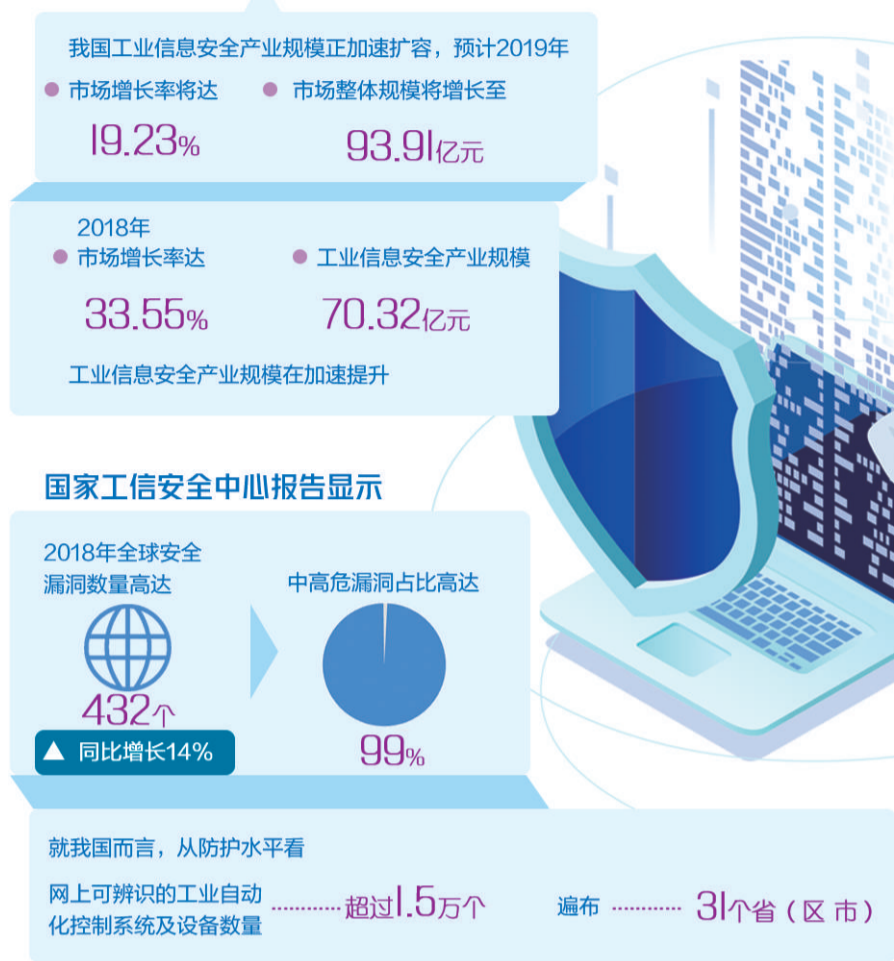 我国工业信息安全产业规模正加速扩容，预计2019年
市场增长率将达
19.23%
市场整体规模将增长至
93.91亿元
2018年
市场增长率达
33.55%
工业信息安全产业规模
70.32亿元
工业信息安全产业规模在加速提升
国家工信安全中心报告显示
2018年全球安全
漏洞数量高达
432个
▲ 同比增长14%
中高危漏洞占比高达
99%
就我国而言，从防护水平看
网上可辨识的工业自动
化控制系统及设备数量
超过1.5万个
遍布
31个省（区 市）